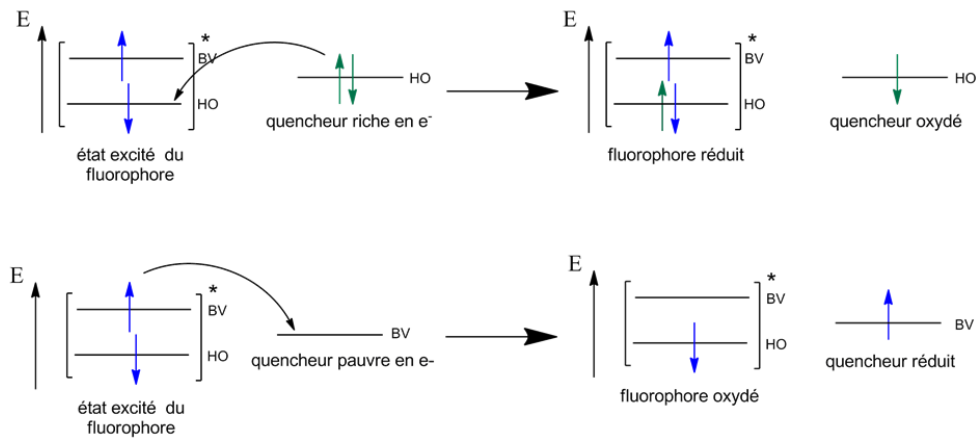 E
*
BV
HO
état excité du
fluorophore
HO
quencheur riche en e-
E
*
BV
HO
fluorophore réduit
HO
quencheur oxydé
E
*
BV
HO
état excité du
fluorophore
BV
quencheur pauvre en e-
E
*
BV
HO
fluorophore oxydé
BV
quencheur réduit